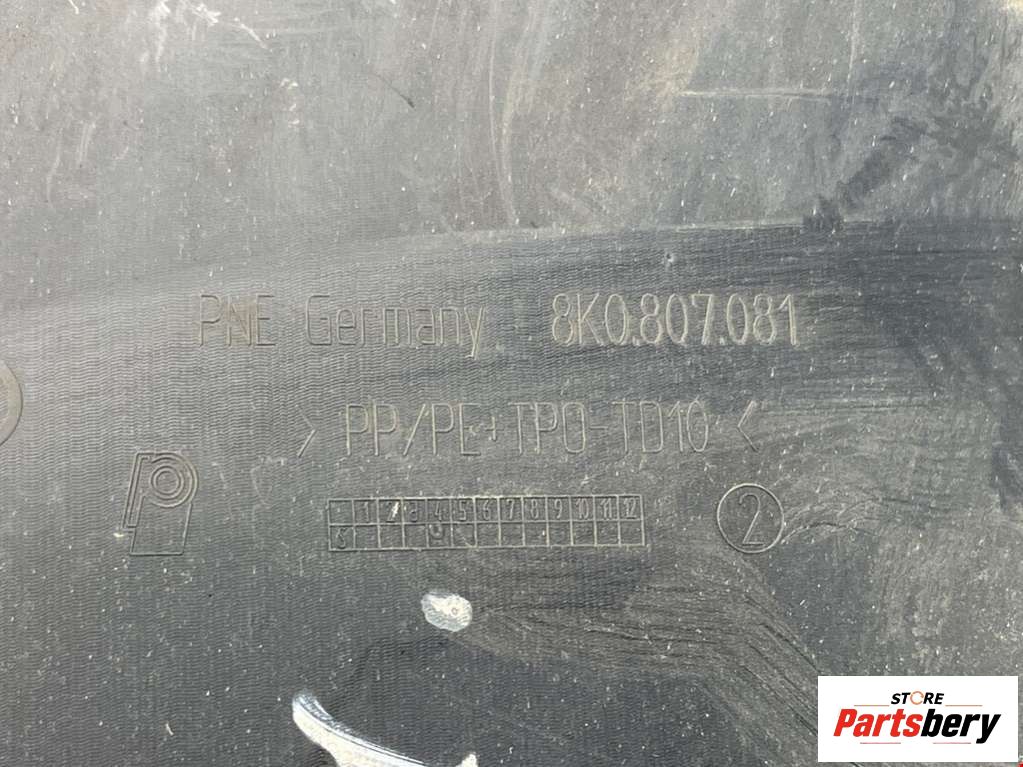 PNE Germany 8K0.807.081
> PP/PE+TPO-TD10 <
1 2 3 4 5 6 7 8 9 10 11 12
2
STORE
Partsbery